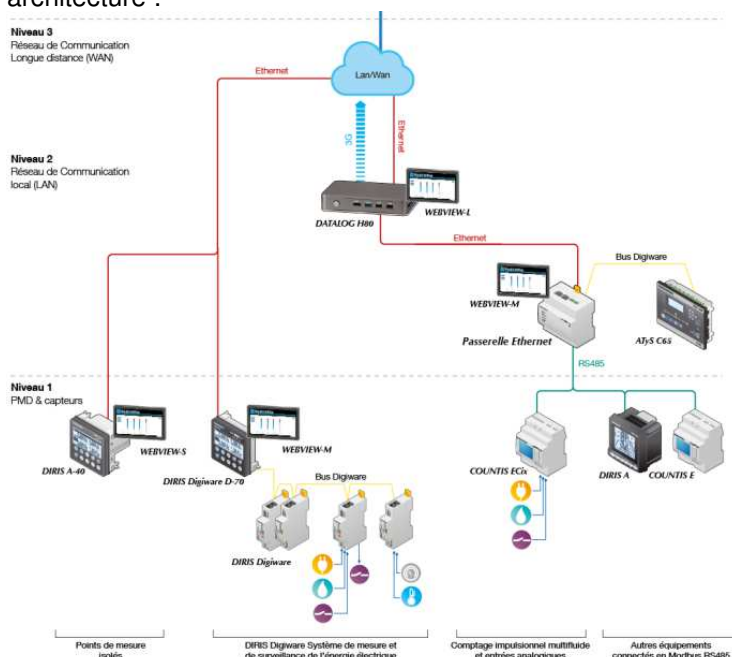 architecture :
Niveau 3
Réseau de Communication
Longue distance (WAN)
Ethernet
Lan/Wan
3G
Ethernet
Niveau 2
Réseau de Communication
local (LAN)
WEBVIEW-L
DATALOG H80
Ethernet
Bus Digiware
WEBVIEW-M
Passerelle Ethernet
ATyS C65
RS485
Niveau 1
PMD & capteurs
WEBVIEW-S
WEBVIEW-M
DIRIS A-40
DIRIS Digiware D-70
Bus Digiware
COUNTIS ECix
DIRIS A
COUNTIS E
DIRIS Digiware
Points de mesure
isolés
DIRIS Digiware Système de mesure et
de surveillance de l'énergie électrique
Comptage impulsionnel multifluide
et entrées analogiques
Autres équipements
connectés en Modbus RS485